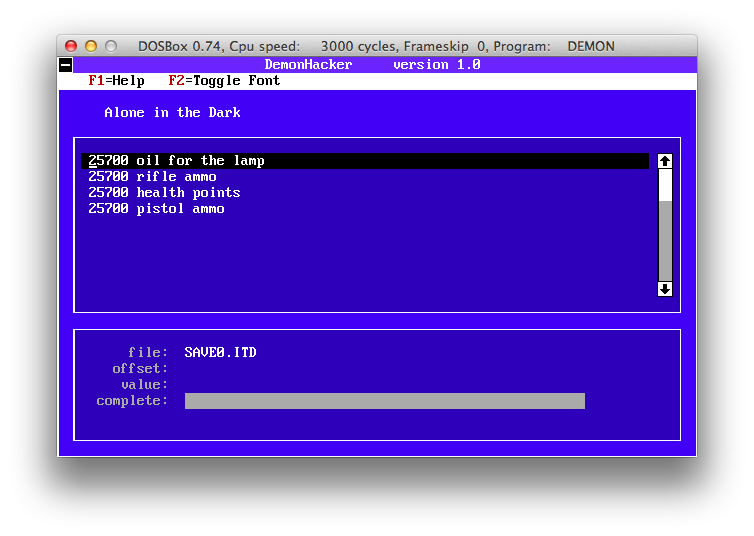 DOSBox 0.74, Cpu speed: 3000 cycles, Frameskip 0, Program: DEMON
DemonHacker version 1.0
F1=Help F2=Toggle Font
Alone in the Dark
25700 oil for the lamp
25700 rifle ammo
25700 health points
25700 pistol ammo
file: SAVE0.ITD
offset:
value:
complete: